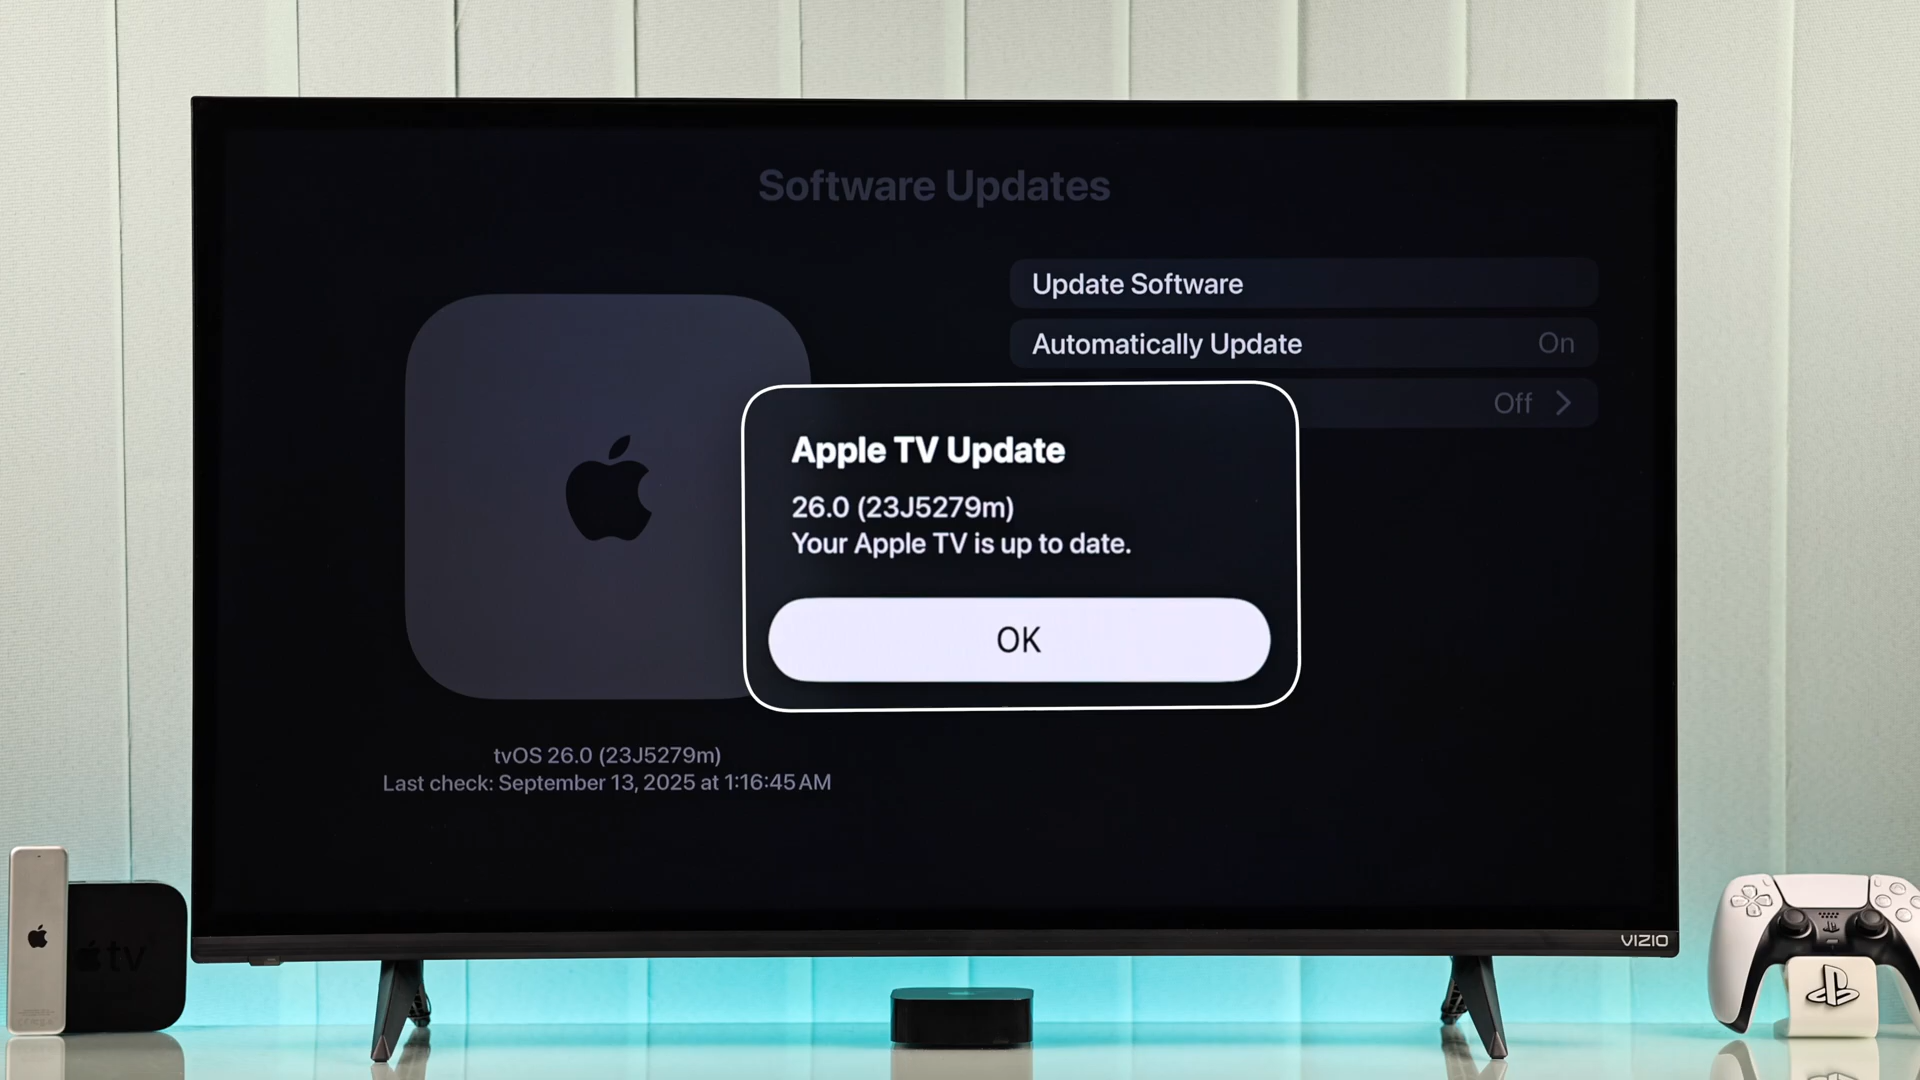 Software Updates
Update Software
Automatically Update On
Off
Apple TV Update
26.0 (23J5279m)
Your Apple TV is up to date.
OK
tvOS 26.0 (23J5279m)
Last check: September 13, 2025 at 1:16:45 AM
VIZIO
tv